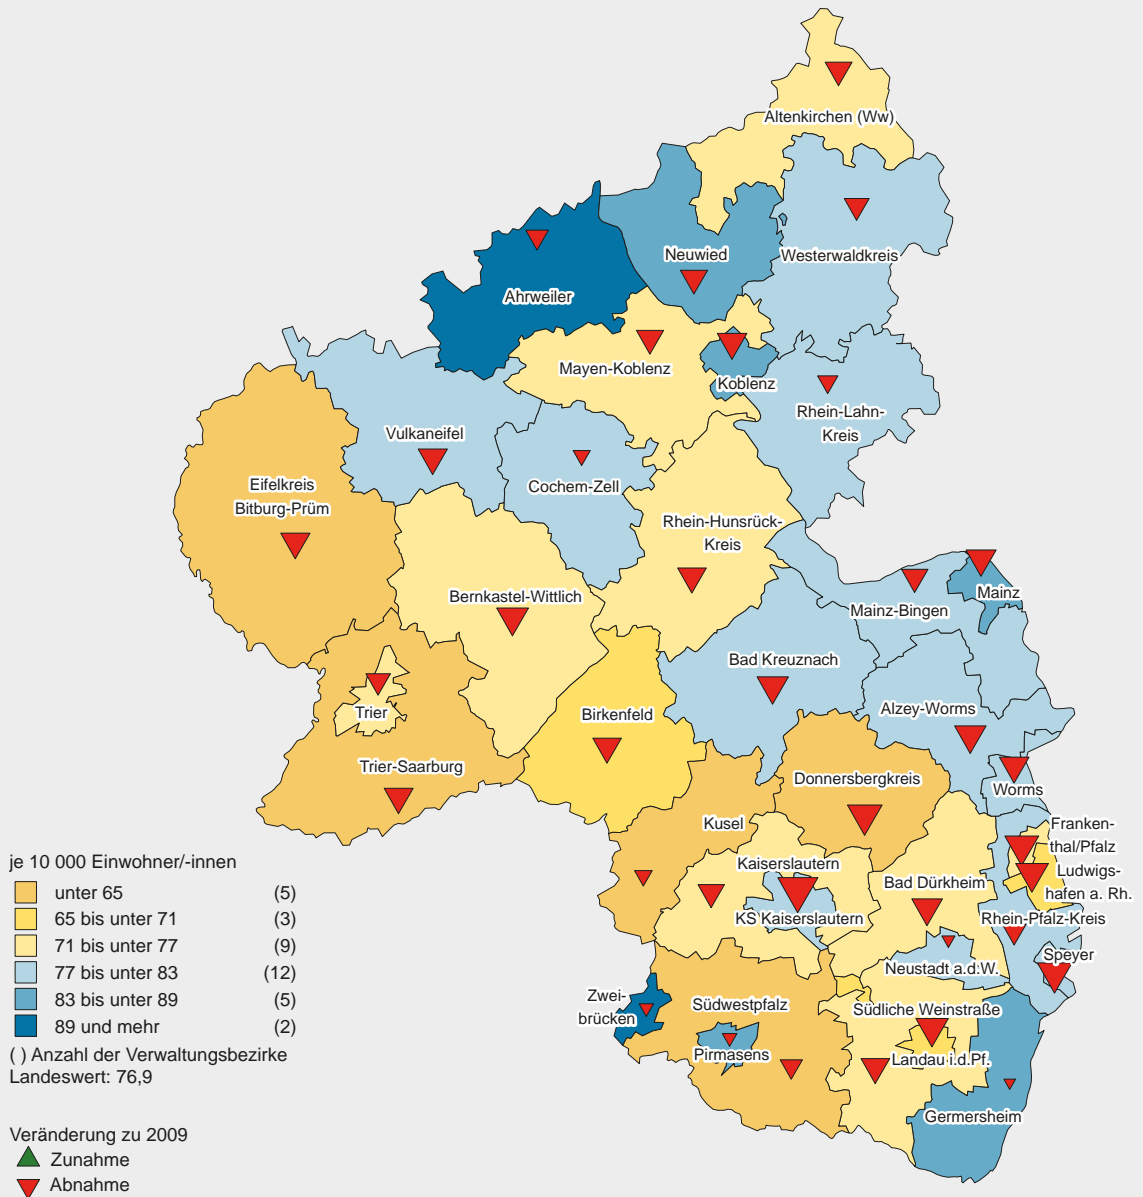 Altenkirchen (Ww)
Neuwied
Westerwaldkreis
Ahrweiler
Mayen-Koblenz
Koblenz
Rhein-Lahn-
Kreis
Vulkaneifel
Cochem-Zell
Eifelkreis
Bitburg-Prüm
Rhein-Hunsrück-
Kreis
Bernkastel-Wittlich
Mainz-Bingen
Mainz
Bad Kreuznach
Trier
Birkenfeld
Alzey-Worms
Trier-Saarburg
Donnersbergkreis
Worms
Kusel
Franken-
thal/Pfalz
Kaiserslautern
Ludwigs-
hafen a. Rh.
Bad Dürkheim
KS Kaiserslautern
Rhein-Pfalz-Kreis
Speyer
Neustadt a.d.W.
Zwei-
brücken
Südwestpfalz
Südliche Weinstraße
Pirmasens
Landau i.d.Pf.
Germersheim
je 10 000 Einwohner/-innen
unter 65 (5)
65 bis unter 71 (3)
71 bis unter 77 (9)
77 bis unter 83 (12)
83 bis unter 89 (5)
89 und mehr (2)
( ) Anzahl der Verwaltungsbezirke
Landeswert: 76,9
Veränderung zu 2009
Zunahme
Abnahme